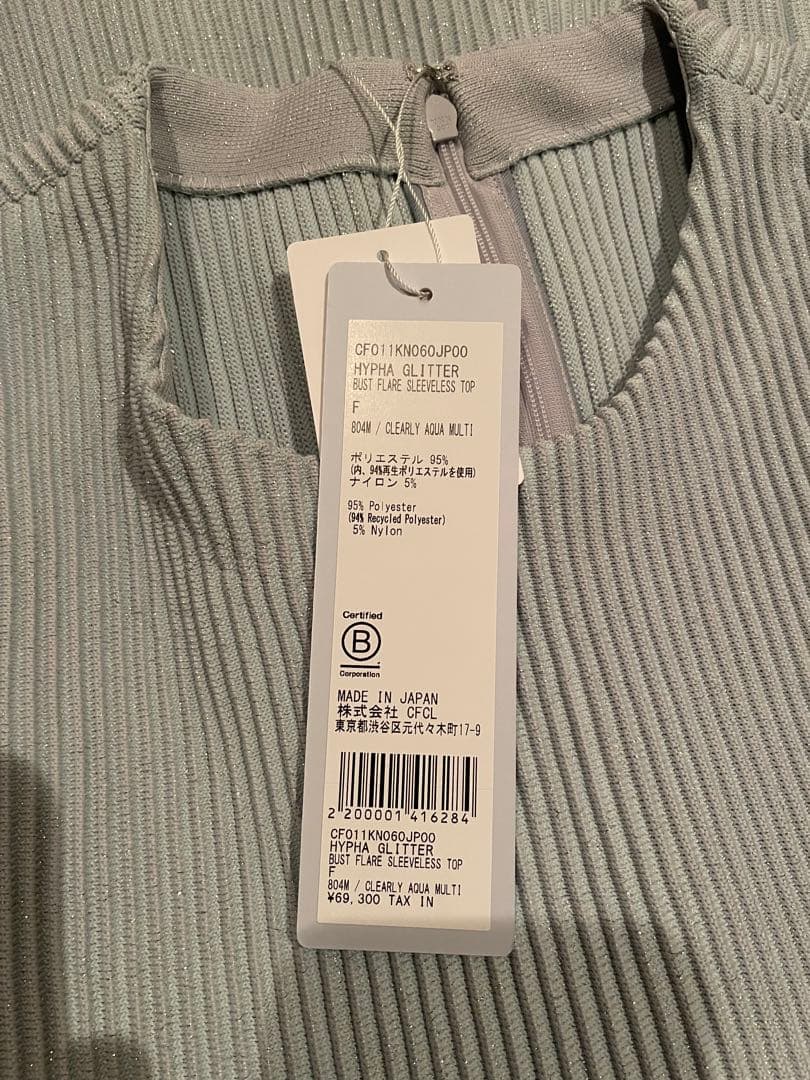 CF011KN060JP00
HYPHA GLITTER
BUST FLARE SLEEVELESS TOP
F
804M / CLEARLY AQUA MULTI
ポリエステル 95%
(内、94%再生ポリエステルを使用)
ナイロン 5%
95% Polyester
(94% Recycled Polyester)
5% Nylon
Certified
B
Corporation
MADE IN JAPAN
株式会社 CFCL
東京都渋谷区元代々木町17-9
2 200001 416284
CF011KN060JP00
HYPHA GLITTER
BUST FLARE SLEEVELESS TOP
F
804M / CLEARLY AQUA MULTI
¥69,300 TAX IN